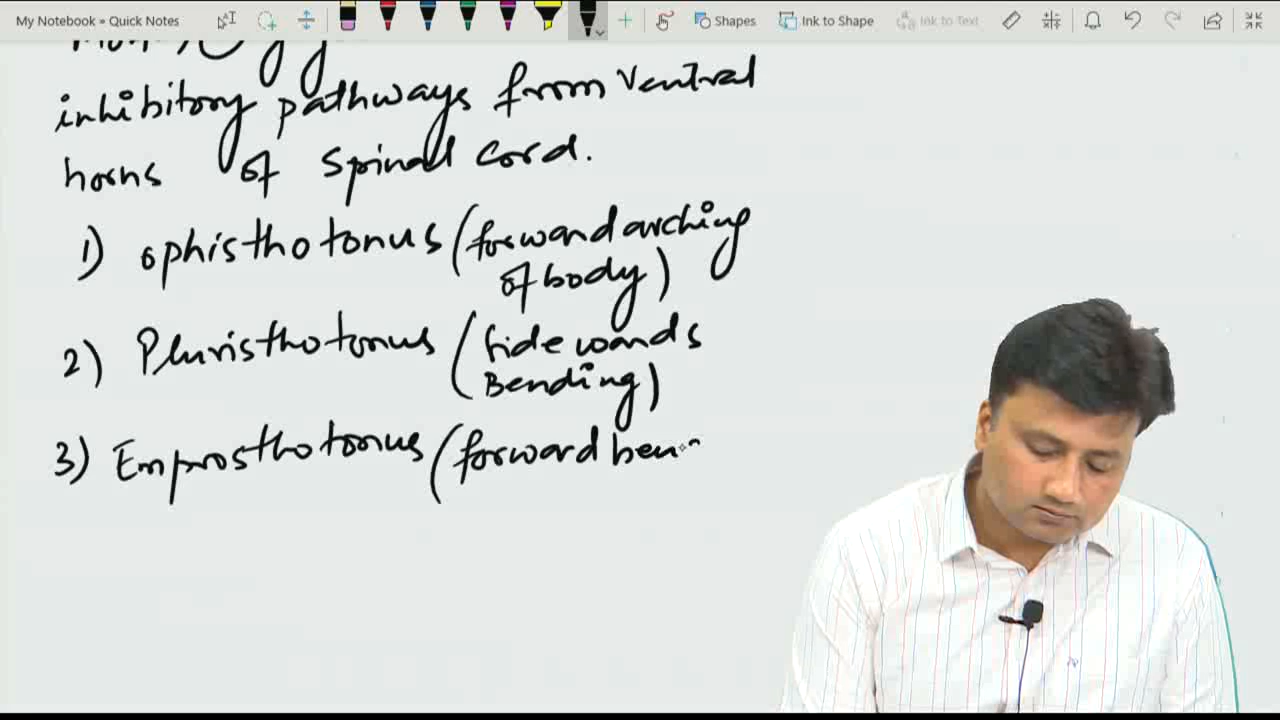 My Notebook » Quick Notes
Shapes Ink to Shape Ink to Text
inhibitory pathways from ventral
horns of spinal cord.
1) ophisthotonus (forward arching
of body)
2) Pluristhotonus (Sidewards
Bending)
3) Emprosthotonus (forward ben